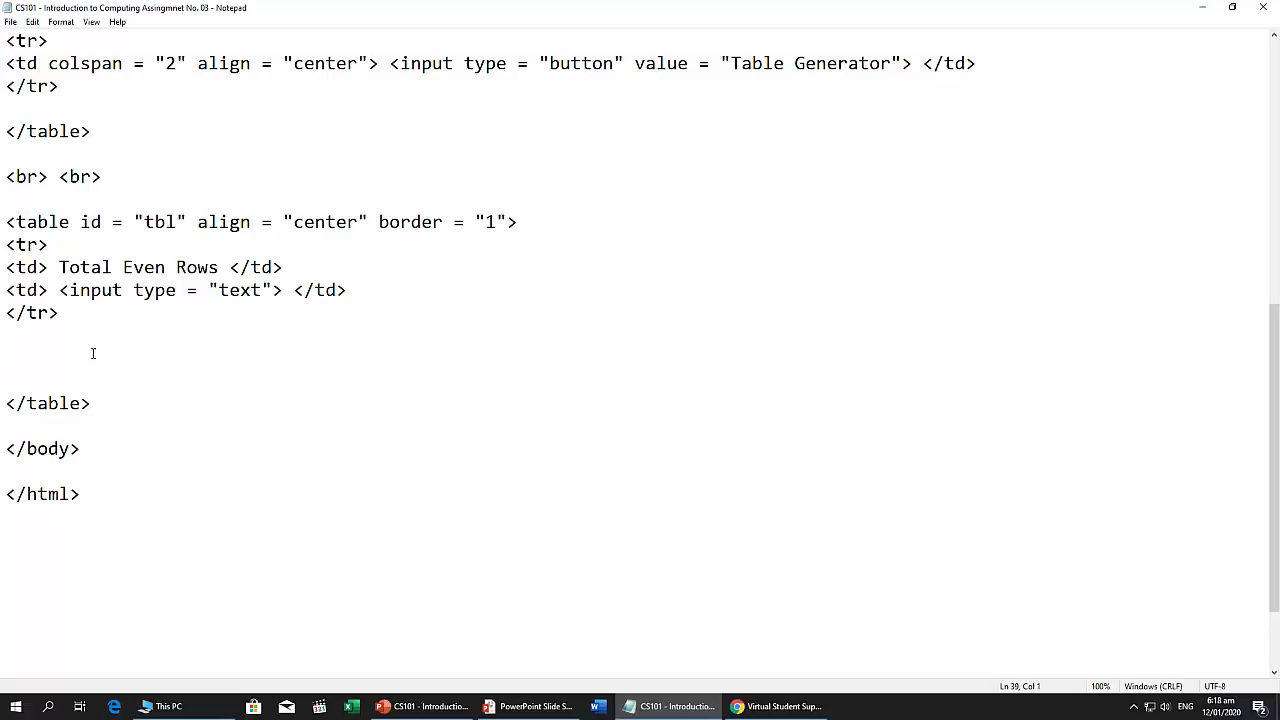 CS101 - Introduction to Computing Assingmnet No. 03 - Notepad
File Edit Format View Help
<tr>
<td colspan = "2" align = "center"> <input type = "button" value = "Table Generator"> </td>
</tr>
</table>
<br> <br>
<table id = "tbl" align = "center" border = "1">
<tr>
<td> Total Even Rows </td>
<td> <input type = "text"> </td>
</tr>
</table>
</body>
</html>
Ln 39, Col 1 100% Windows (CRLF) UTF-8
This PC CS101 - Introductio... PowerPoint Slide S... CS101 - Introductio... Virtual Student Sup... ENG 6:18 am
12/01/2020